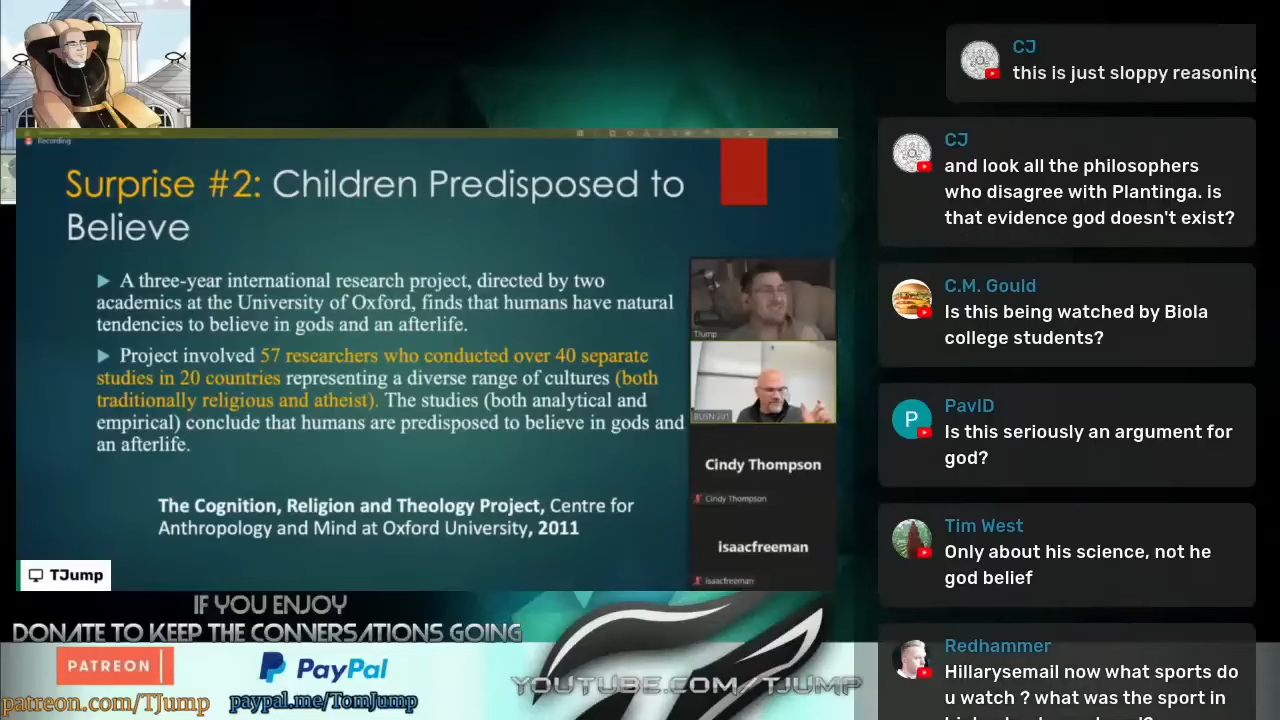 Recording
Surprise #2: Children Predisposed to
Believe
A three-year international research project, directed by two
academics at the University of Oxford, finds that humans have natural
tendencies to believe in gods and an afterlife.
Project involved 57 researchers who conducted over 40 separate
studies in 20 countries representing a diverse range of cultures (both
traditionally religious and atheist). The studies (both analytical and
empirical) conclude that humans are predisposed to believe in gods and
an afterlife.
The Cognition, Religion and Theology Project, Centre for
Anthropology and Mind at Oxford University, 2011
TJump
Cindy Thompson
Cindy Thompson
isaacfreeman
isaacfreeman
TJump
IF YOU ENJOY
DONATE TO KEEP THE CONVERSATIONS GOING
PATREON
patreon.com/TJump
PayPal
paypal.me/TomJump
YOUTUBE.COM/TJUMP
CJ
this is just sloppy reasoning
CJ
and look all the philosophers
who disagree with Plantinga. is
that evidence god doesn't exist?
C.M. Gould
Is this being watched by Biola
college students?
P
PavID
Is this seriously an argument for
god?
Tim West
Only about his science, not he
god belief
Redhammer
Hillarysemail now what sports do
u watch ? what was the sport in